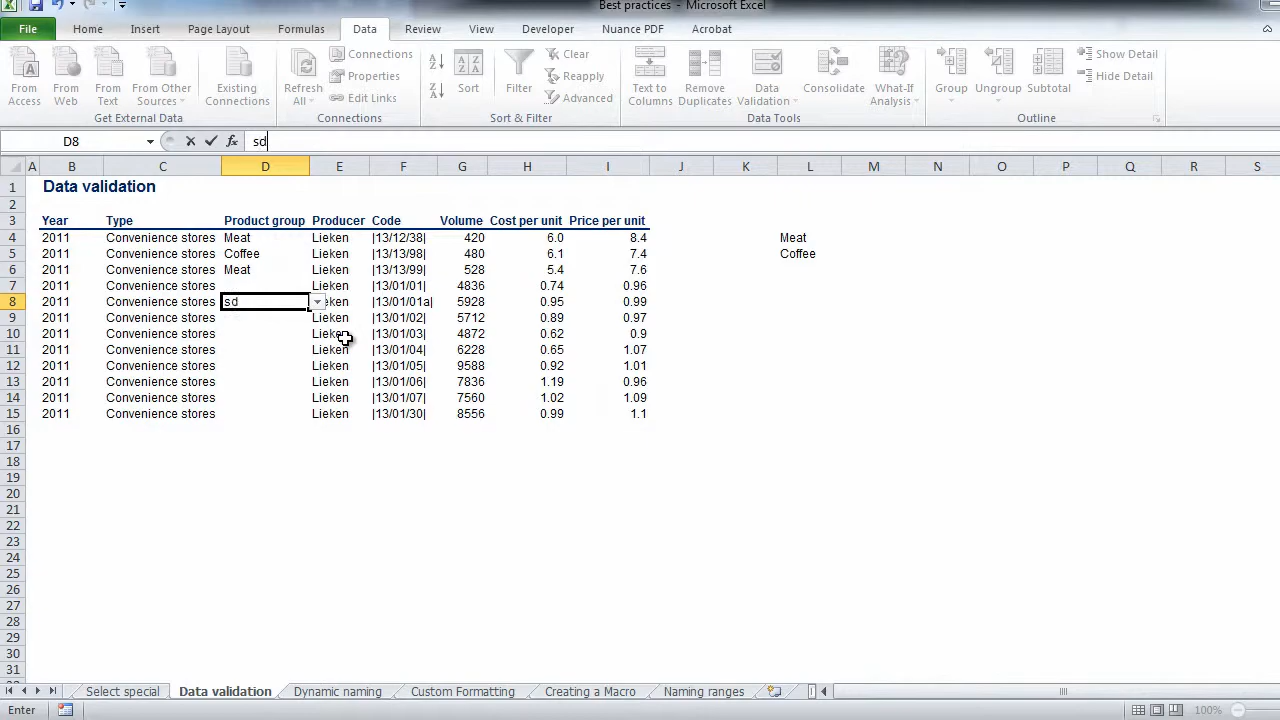 Best practices - Microsoft Excel
File Home Insert Page Layout Formulas Data Review View Developer Nuance PDF Acrobat
From Access From Web From Text From Other Sources Existing Connections Refresh All Connections Properties Edit Links Sort Filter Clear Reapply Advanced Text to Columns Remove Duplicates Data Validation Consolidate What-If Analysis Group Ungroup Subtotal Show Detail Hide Detail
Get External Data Connections Sort & Filter Data Tools Outline
D8 fx sd
A B C D E F G H I J K L M N O P Q R S
1 Data validation
2
3 Year Type Product group Producer Code Volume Cost per unit Price per unit
4 2011 Convenience stores Meat Lieken |13/12/38| 420 6.0 8.4 Meat
5 2011 Convenience stores Coffee Lieken |13/13/98| 480 6.1 7.4 Coffee
6 2011 Convenience stores Meat Lieken |13/13/99| 528 5.4 7.6
7 2011 Convenience stores Lieken |13/01/01| 4836 0.74 0.96
8 2011 Convenience stores sd eken |13/01/01a| 5928 0.95 0.99
9 2011 Convenience stores Lieken |13/01/02| 5712 0.89 0.97
10 2011 Convenience stores Lieken |13/01/03| 4872 0.62 0.9
11 2011 Convenience stores Lieken |13/01/04| 6228 0.65 1.07
12 2011 Convenience stores Lieken |13/01/05| 9588 0.92 1.01
13 2011 Convenience stores Lieken |13/01/06| 7836 1.19 0.96
14 2011 Convenience stores Lieken |13/01/07| 7560 1.02 1.09
15 2011 Convenience stores Lieken |13/01/30| 8556 0.99 1.1
16
17
18
19
20
21
22
23
24
25
26
27
28
29
30
31
Select special Data validation Dynamic naming Custom Formatting Creating a Macro Naming ranges
Enter 100%